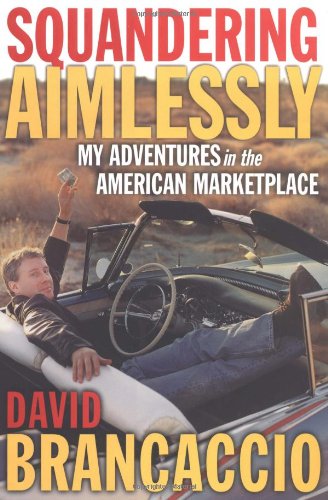 SQUANDERING
AIMLESSLY
MY ADVENTURES in the
AMERICAN MARKETPLACE
DAVID
BRANCACCIO